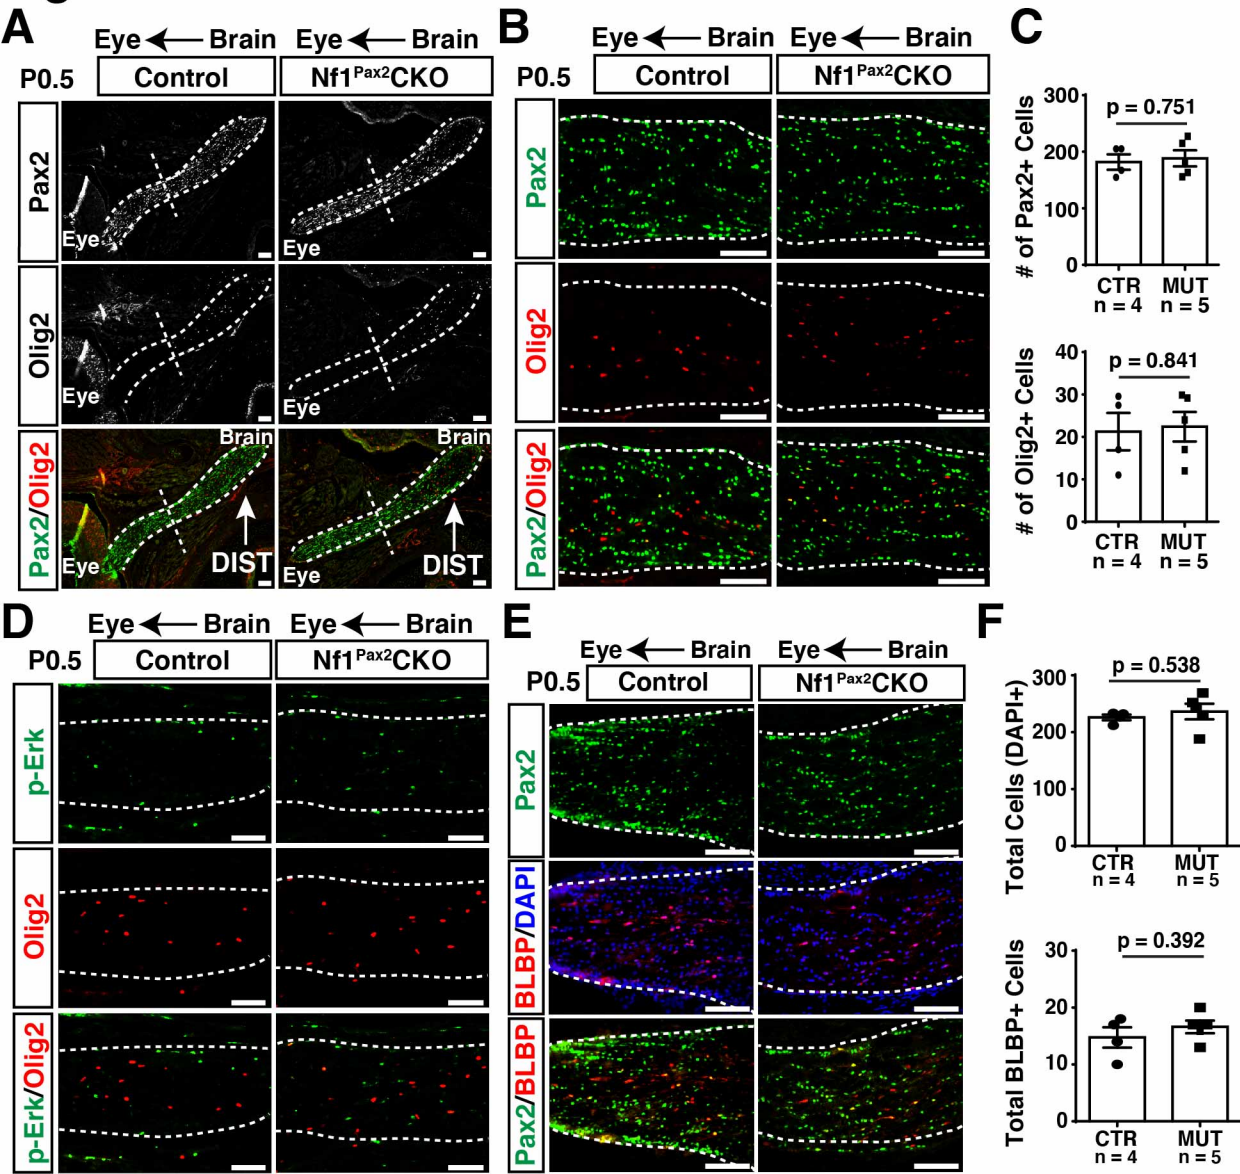 A
Eye ← Brain Eye ← Brain
P0.5 Control Nf1Pax2CKO
Pax2
Eye Eye
Olig2
Eye Eye
Pax2/Olig2
Brain Brain
DIST DIST
Eye Eye
B
Eye ← Brain Eye ← Brain
P0.5 Control Nf1Pax2CKO
Pax2
Olig2
Pax2/Olig2
C
# of Pax2+ Cells
p = 0.751
300
200
100
0
CTR MUT
n = 4 n = 5
# of Olig2+ Cells
p = 0.841
40
30
20
10
0
CTR MUT
n = 4 n = 5
D
Eye ← Brain Eye ← Brain
P0.5 Control Nf1Pax2CKO
p-Erk
Olig2
p-Erk/Olig2
E
Eye ← Brain Eye ← Brain
P0.5 Control Nf1Pax2CKO
Pax2
BLBP/DAPI
Pax2/BLBP
F
Total Cells (DAPI+)
p = 0.538
300
200
100
0
CTR MUT
n = 4 n = 5
Total BLBP+ Cells
p = 0.392
30
20
10
0
CTR MUT
n = 4 n = 5